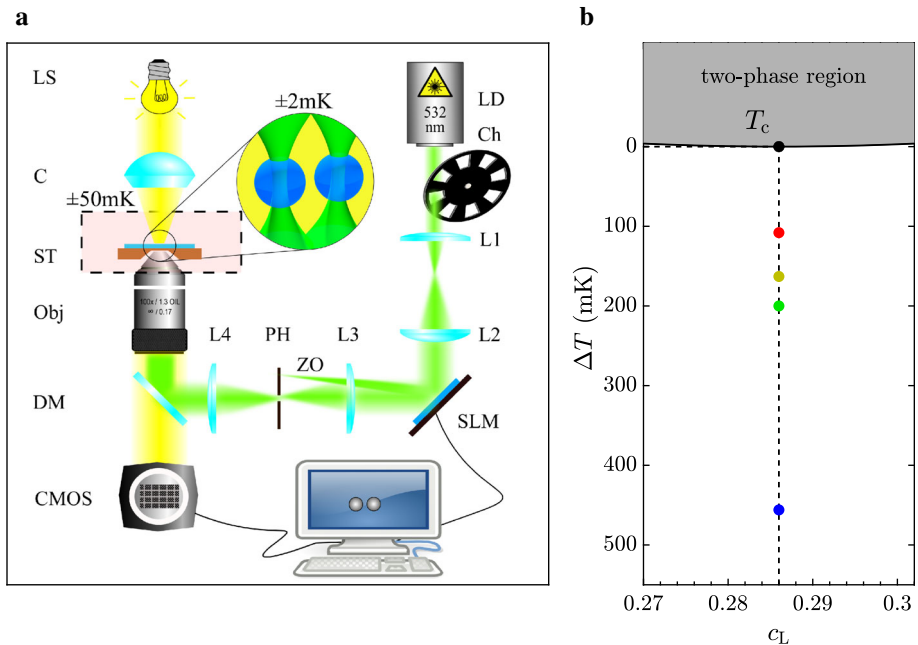 a
LS
C
±50mK
ST
Obj
100x / 1.3 OIL
∞ / 0.17
±2mK
532
nm
LD
Ch
L1
L2
L4
PH
ZO
L3
DM
SLM
CMOS
b
two-phase region
T_c
0
100
200
300
400
500
ΔT (mK)
0.27
0.28
0.29
0.3
c_L